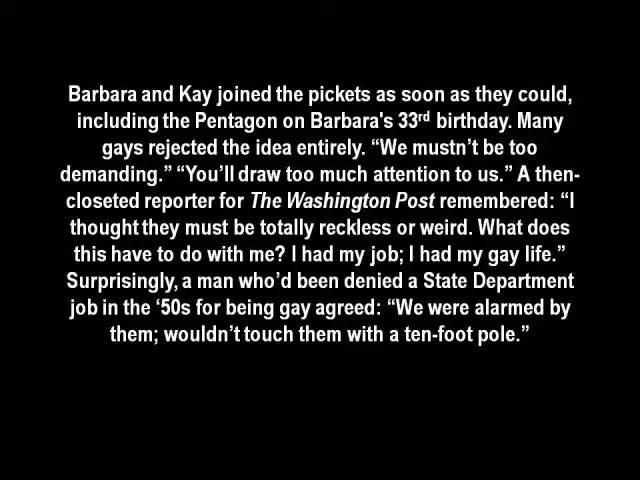 Barbara and Kay joined the pickets as soon as they could,
including the Pentagon on Barbara's 33rd birthday. Many
gays rejected the idea entirely. “We mustn’t be too
demanding.” “You’ll draw too much attention to us.” A then-
closeted reporter for The Washington Post remembered: “I
thought they must be totally reckless or weird. What does
this have to do with me? I had my job; I had my gay life.”
Surprisingly, a man who’d been denied a State Department
job in the ‘50s for being gay agreed: “We were alarmed by
them; wouldn’t touch them with a ten-foot pole.”